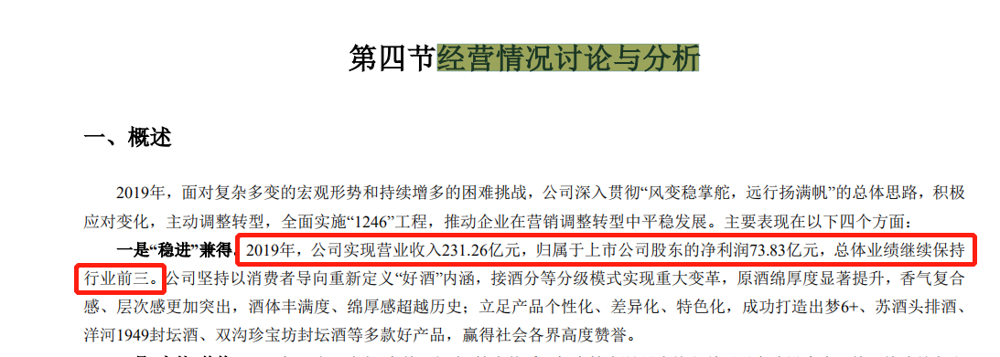 第四节经营情况讨论与分析
一、概述
2019年，面对复杂多变的宏观形势和持续增多的困难挑战，公司深入贯彻“风变稳掌舵，远行扬满帆”的总体思路，积极
应对变化，主动调整转型，全面实施“1246”工程，推动企业在营销调整转型中平稳发展。主要表现在以下四个方面：
一是“稳进”兼得。2019年，公司实现营业收入231.26亿元，归属于上市公司股东的净利润73.83亿元，总体业绩继续保持
行业前三。公司坚持以消费者导向重新定义“好酒”内涵，接酒分等分级模式实现重大变革，原酒绵厚度显著提升，香气复合
感、层次感更加突出，酒体丰满度、绵厚感超越历史；立足产品个性化、差异化、特色化，成功打造出梦6+、苏酒头排酒、
洋河1949封坛酒、双沟珍宝坊封坛酒等多款好产品，赢得社会各界高度赞誉。